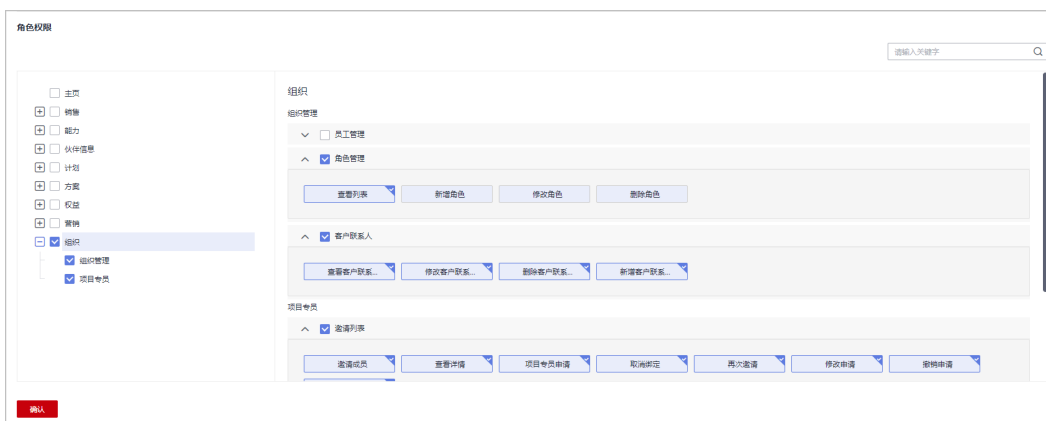 角色权限
请输入关键字
主页
销售
能力
伙伴信息
计划
方案
权益
营销
组织
组织管理
项目专员
组织
组织管理
员工管理
角色管理
查看列表 新增角色 修改角色 删除角色
客户联系人
查看客户联系... 修改客户联系... 删除客户联系... 新增客户联系...
项目专员
邀请列表
邀请成员 查看详情 项目专员申请 取消绑定 再次邀请 修改申请 撤销申请
确认